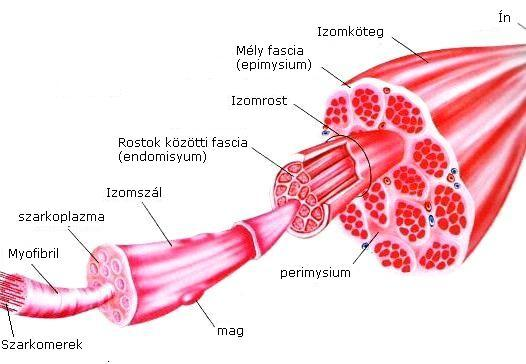 Ín
Izomköteg
Mély fascia
(epimysium)
Izomrost
Rostok közötti fascia
(endomisyum)
Izomszál
szarkoplazma
Myofibril
perimysium
mag
Szarkomerek